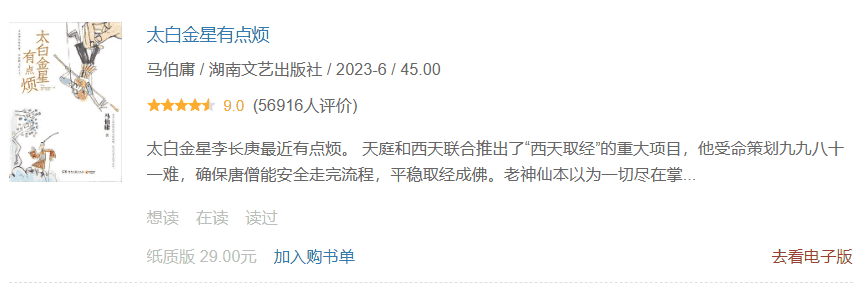 太白金星有点烦
马伯庸 / 湖南文艺出版社 / 2023-6 / 45.00
9.0 (56916人评价)
太白金星李长庚最近有点烦。 天庭和西天联合推出了“西天取经”的重大项目，他受命策划九九八十
一难，确保唐僧能安全走完流程，平稳取经成佛。老神仙本以为一切尽在掌...
想读 在读 读过
纸质版 29.00元 加入购书单 去看电子版
太白金星
有点烦
马伯庸 著